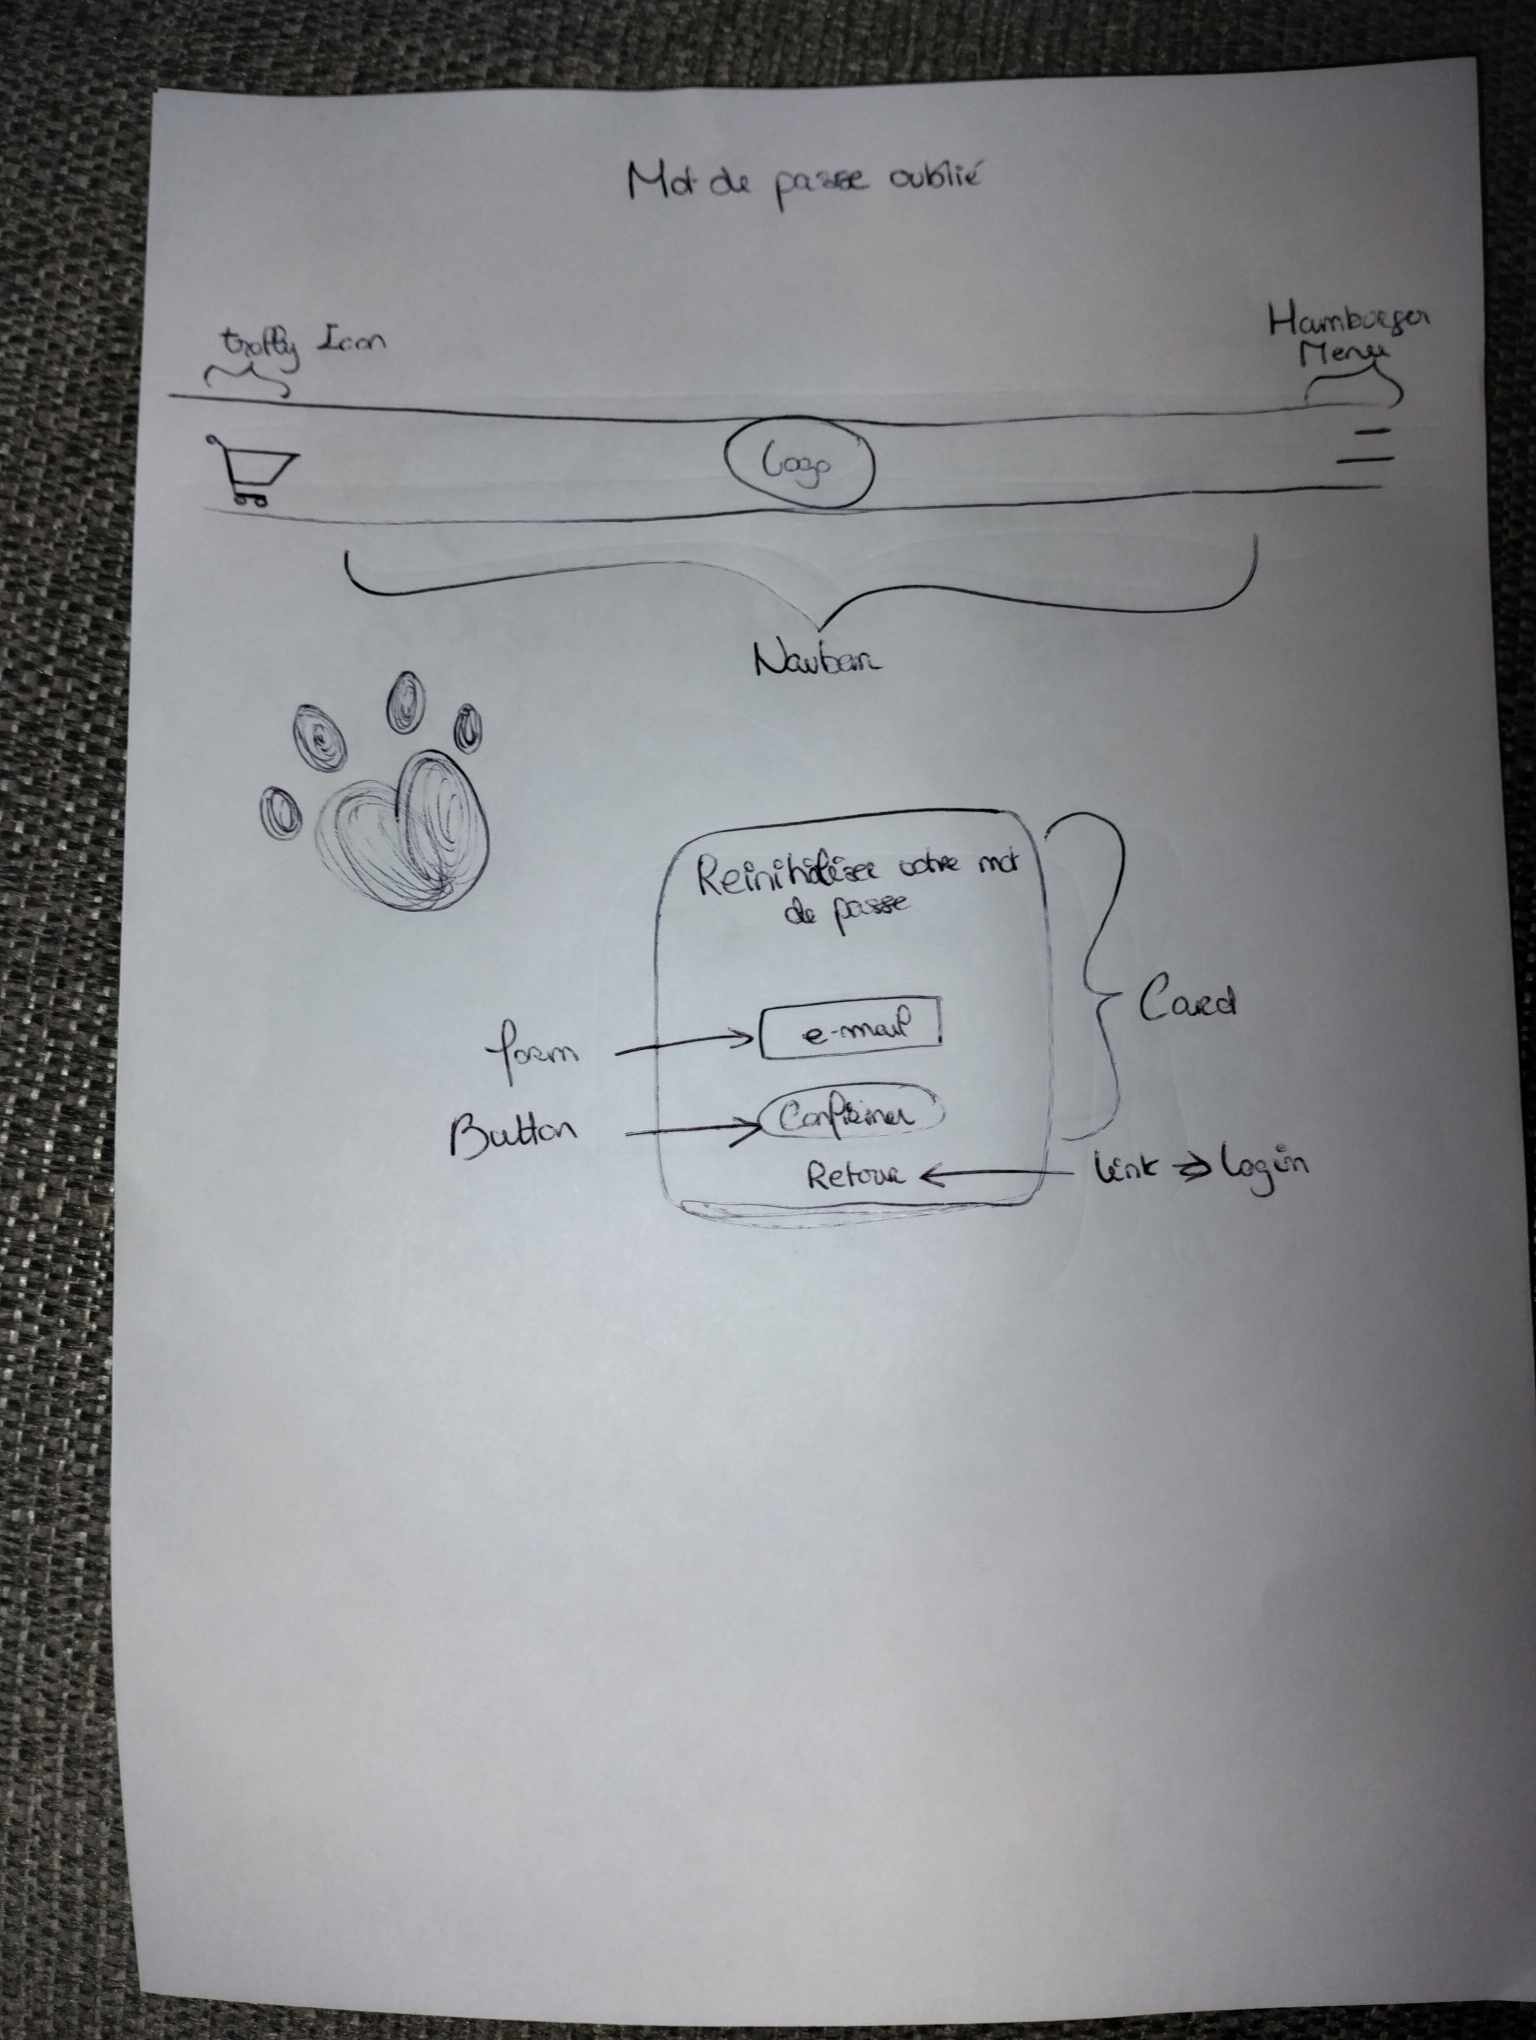 Mot de passe oublié
trolly Icon
Hamburger
Menu
Logo
Navbar
Reinitialiser votre mot
de passe
form
e-mail
Card
Button
Confirmer
Retour
link ⇒ login